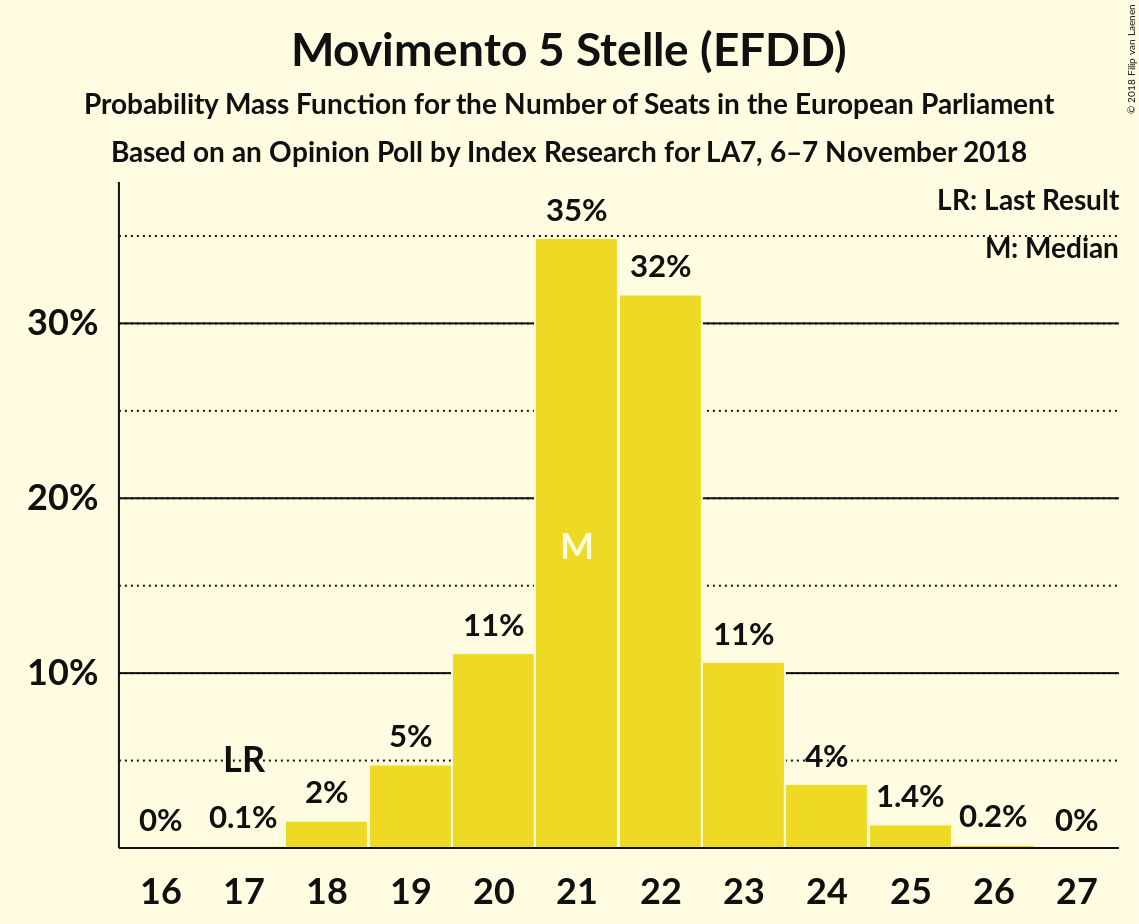 Movimento 5 Stelle (EFDD)
Probability Mass Function for the Number of Seats in the European Parliament
Based on an Opinion Poll by Index Research for LA7, 6–7 November 2018
© 2018 Filip van Laenen
LR: Last Result
M: Median
35%
32%
30%
20%
M
11%
11%
10%
5%
LR
4%
2%
1.4%
0%
0.1%
0.2%
0%
16 17 18 19 20 21 22 23 24 25 26 27